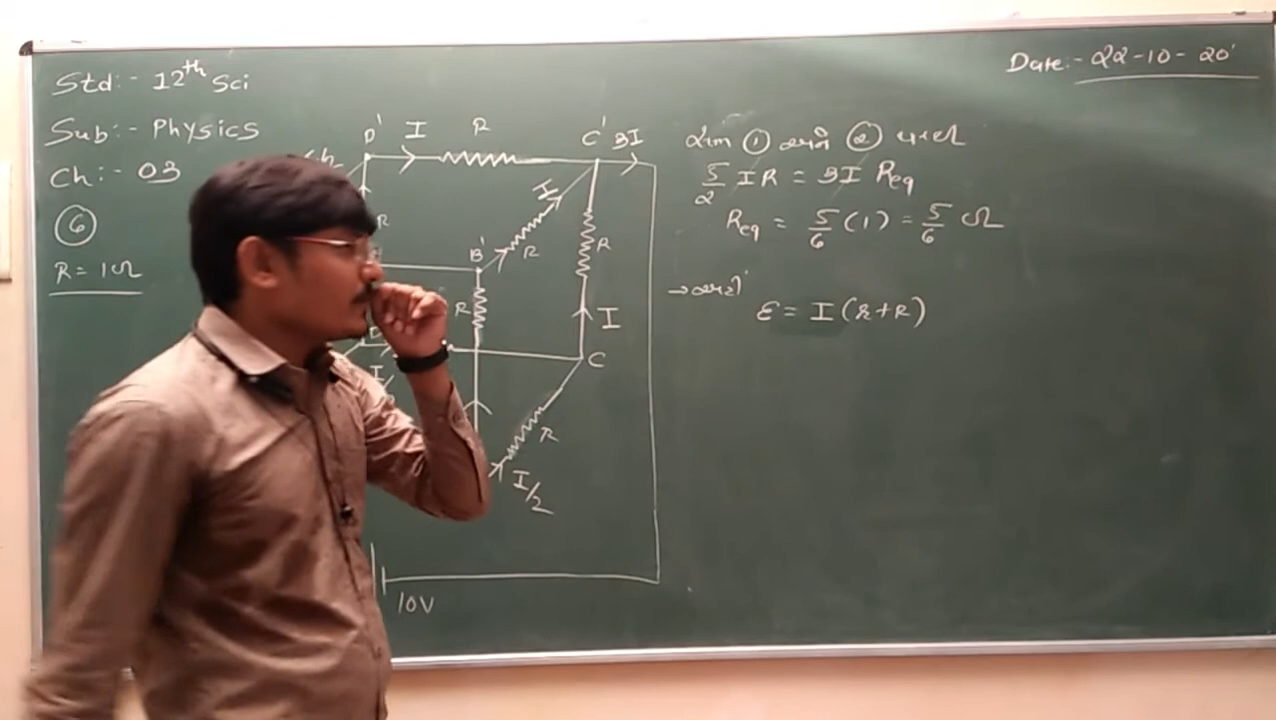 Std:- 12th Sci
Date:- 22-10-20'
Sub:- Physics
Ch:- 03
6
R = 1Ω
D' I R C' 3I
I R
B' R
R
R I
C
R
I/2
I
10V
સમી ① અને ② પરથી
5/2 IR = 3I Req
Req = 5/6 (1) = 5/6 Ω
→ હવે
ε = I(r+R)